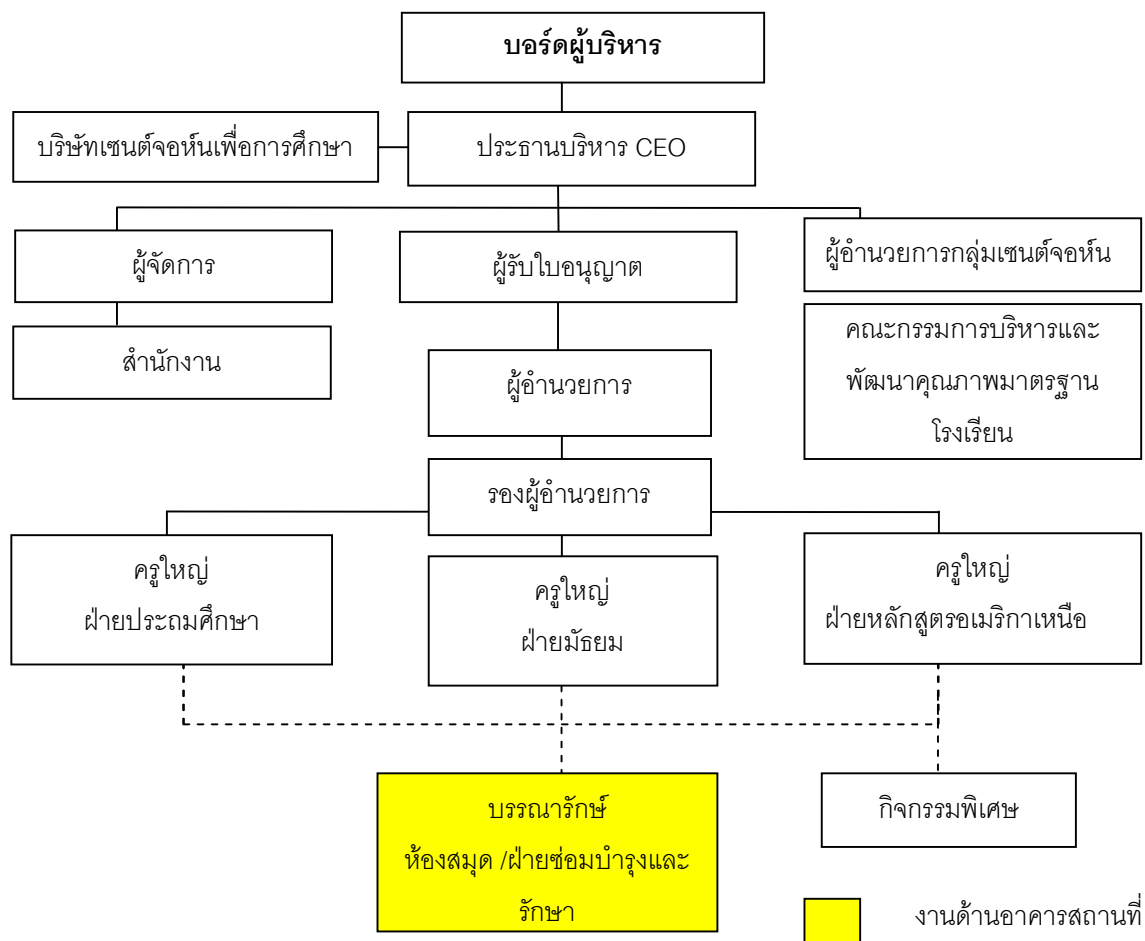 บอร์ดผู้บริหาร
บริษัทเซนต์จอห์นเพื่อการศึกษา
ประธานบริหาร CEO
ผู้จัดการ
ผู้รับใบอนุญาต
ผู้อำนวยการกลุ่มเซนต์จอห์น
สำนักงาน
คณะกรรมการบริหารและ
พัฒนาคุณภาพมาตรฐาน
โรงเรียน
ผู้อำนวยการ
รองผู้อำนวยการ
ครูใหญ่
ฝ่ายประถมศึกษา
ครูใหญ่
ฝ่ายมัธยม
ครูใหญ่
ฝ่ายหลักสูตรอเมริกาเหนือ
บรรณารักษ์
ห้องสมุด /ฝ่ายซ่อมบำรุงและ
รักษา
กิจกรรมพิเศษ
งานด้านอาคารสถานที่